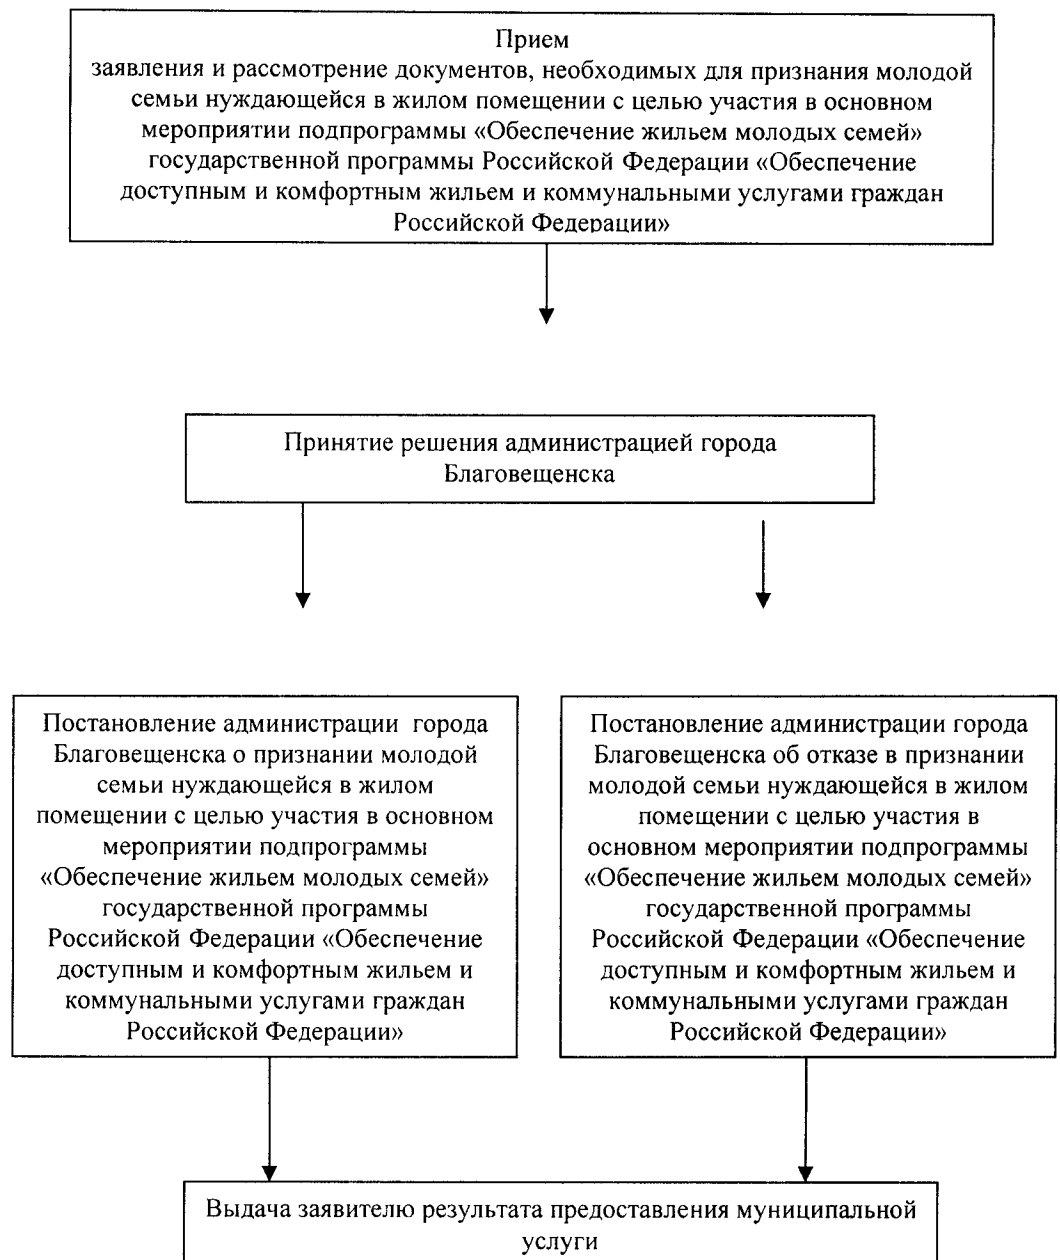 Прием
заявления и рассмотрение документов, необходимых для признания молодой
семьи нуждающейся в жилом помещении с целью участия в основном
мероприятии подпрограммы «Обеспечение жильем молодых семей»
государственной программы Российской Федерации «Обеспечение
доступным и комфортным жильем и коммунальными услугами граждан
Российской Федерации»
Принятие решения администрацией города
Благовещенска
Постановление администрации города
Благовещенска о признании молодой
семьи нуждающейся в жилом
помещении с целью участия в основном
мероприятии подпрограммы
«Обеспечение жильем молодых семей»
государственной программы
Российской Федерации «Обеспечение
доступным и комфортным жильем и
коммунальными услугами граждан
Российской Федерации»
Постановление администрации города
Благовещенска об отказе в признании
молодой семьи нуждающейся в жилом
помещении с целью участия в
основном мероприятии подпрограммы
«Обеспечение жильем молодых семей»
государственной программы
Российской Федерации «Обеспечение
доступным и комфортным жильем и
коммунальными услугами граждан
Российской Федерации»
Выдача заявителю результата предоставления муниципальной
услуги